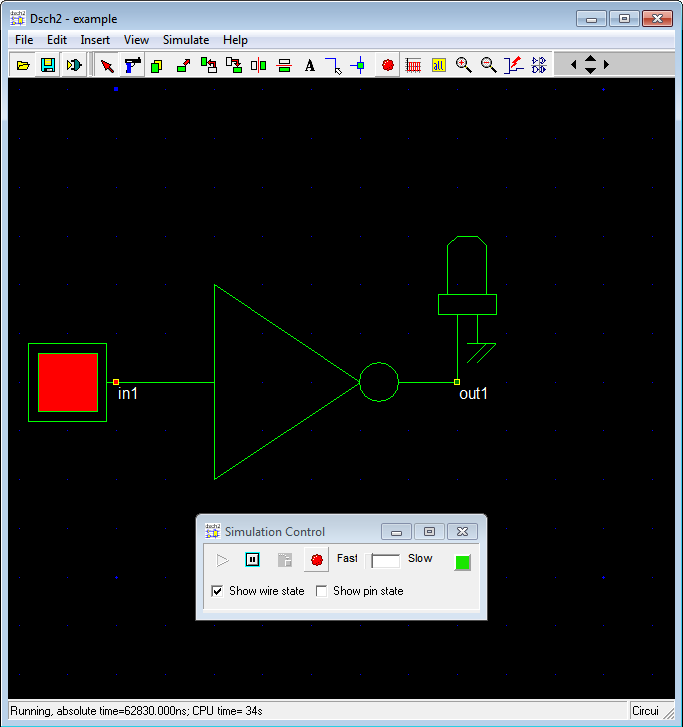 Dsch2 - example
File Edit Insert View Simulate Help
A
all
in1
out1
Simulation Control
Fast Slow
Show wire state Show pin state
Running, absolute time=62830.000ns; CPU time= 34s Circui